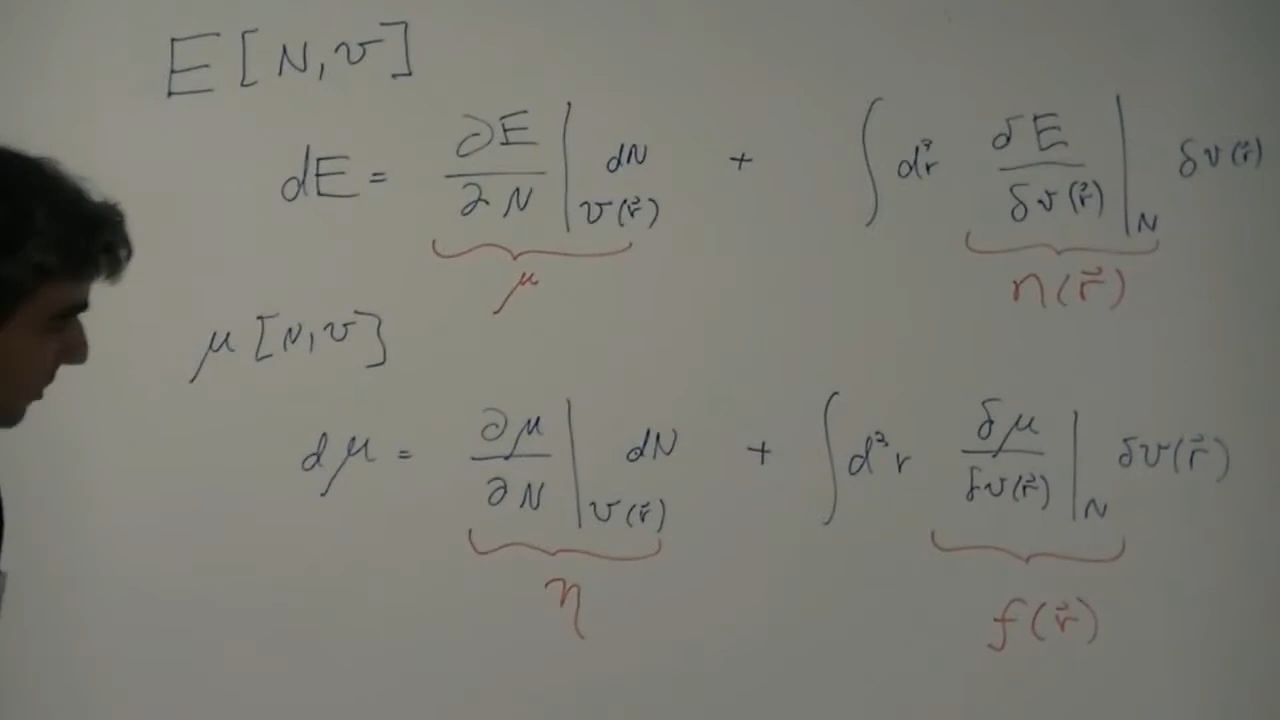 E [N, v]
dE = ∂E/∂N |v(r⃗) dN + ∫ d³r δE/δv(r⃗) |N δv(r⃗)
μ n(r⃗)
μ [N, v]
dμ = ∂μ/∂N |v(r⃗) dN + ∫ d³r δμ/δv(r⃗) |N δv(r⃗)
η f(r⃗)